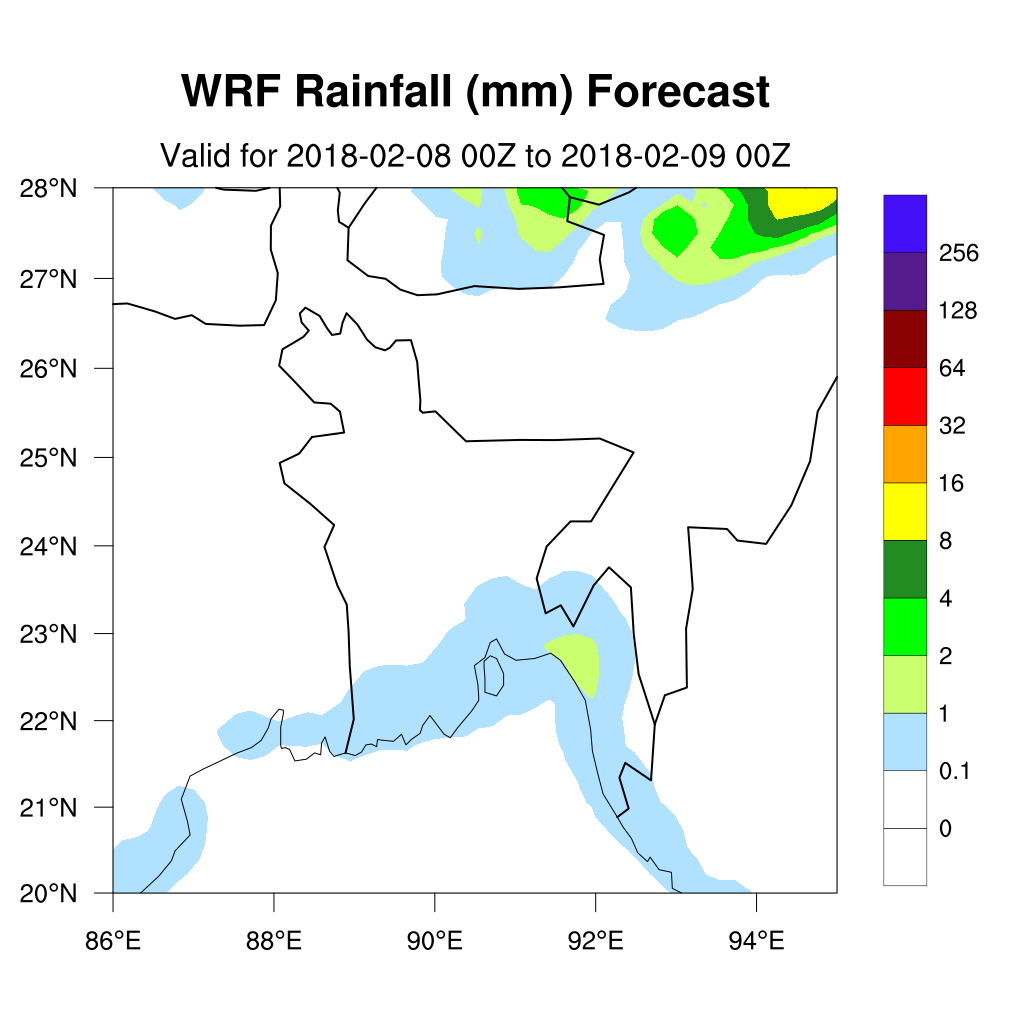 WRF Rainfall (mm) Forecast
Valid for 2018-02-08 00Z to 2018-02-09 00Z
28°N
27°N
26°N
25°N
24°N
23°N
22°N
21°N
20°N
86°E 88°E 90°E 92°E 94°E
256
128
64
32
16
8
4
2
1
0.1
0